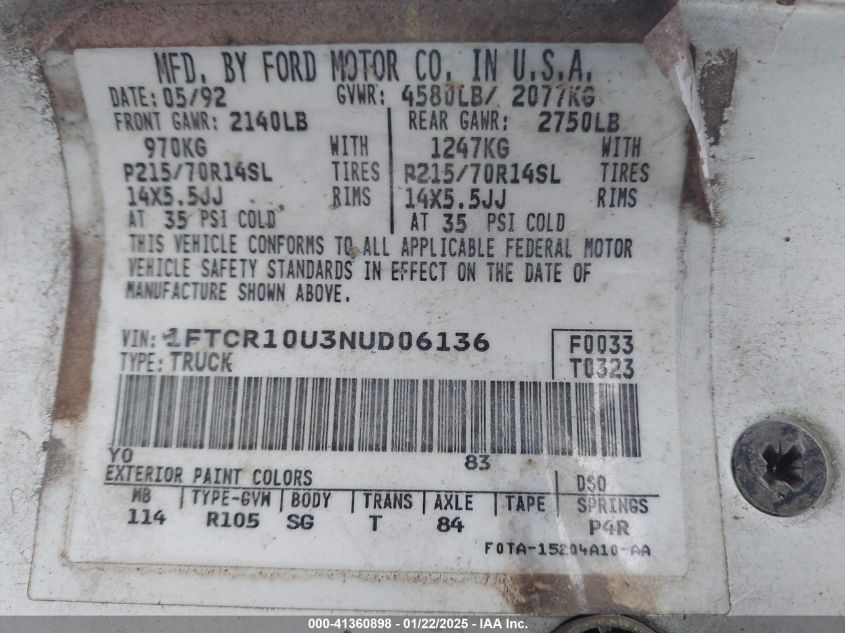 MFD. BY FORD MOTOR CO. IN U.S.A.
DATE: 05/92 GVWR: 4580LB/ 2077KG
FRONT GAWR: 2140LB REAR GAWR: 2750LB
970KG WITH 1247KG WITH
P215/70R14SL TIRES P215/70R14SL TIRES
14X5.5JJ RIMS 14X5.5JJ RIMS
AT 35 PSI COLD AT 35 PSI COLD
THIS VEHICLE CONFORMS TO ALL APPLICABLE FEDERAL MOTOR
VEHICLE SAFETY STANDARDS IN EFFECT ON THE DATE OF
MANUFACTURE SHOWN ABOVE.
VIN: 1FTCR10U3NUD06136 F0033
TYPE: TRUCK T0323
YO 83
EXTERIOR PAINT COLORS DSO
WB TYPE-GVW BODY TRANS AXLE TAPE SPRINGS
114 R105 SG T 84 P4R
F0TA-15204A10-AA
000-41360898 - 01/22/2025 - IAA Inc.